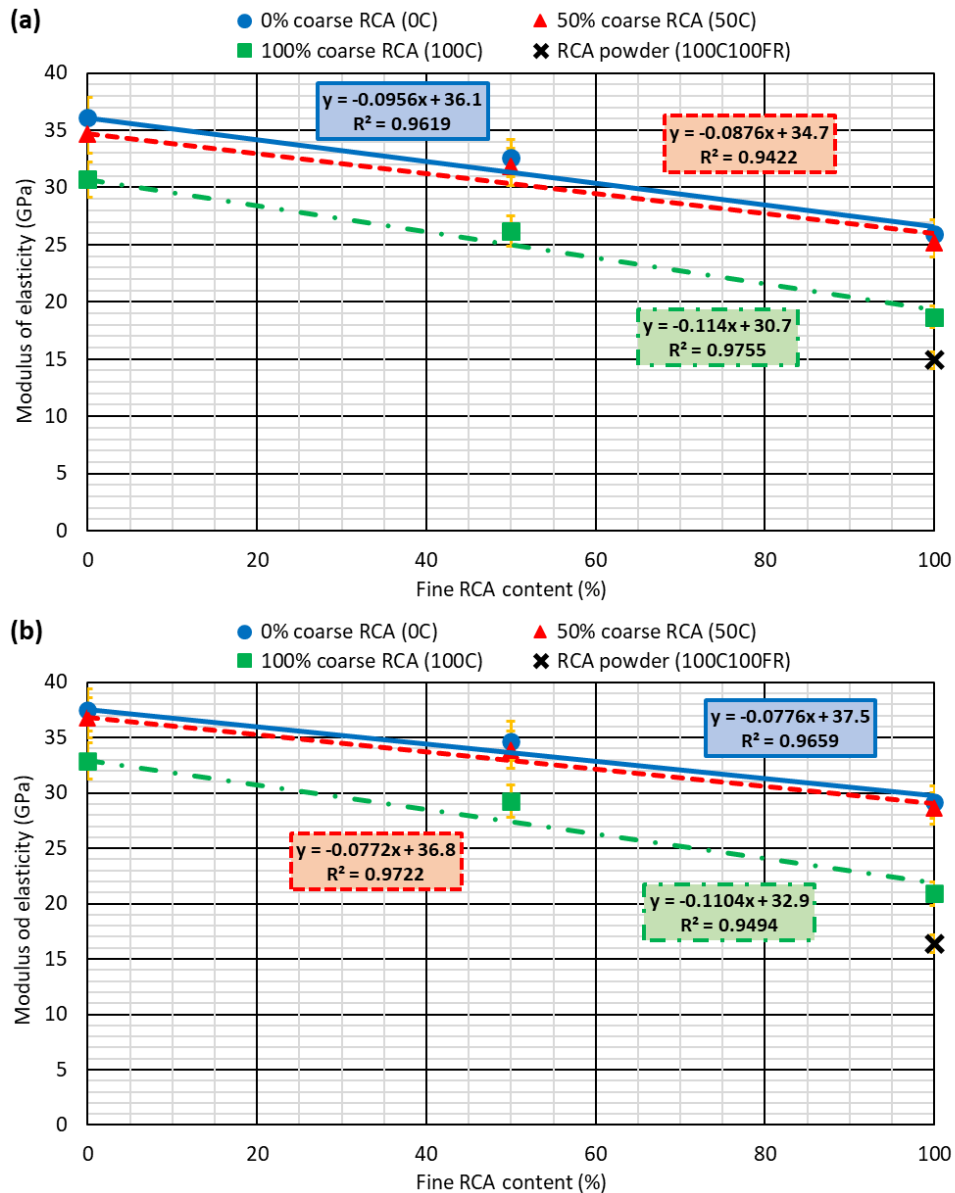 (a)
0% coarse RCA (0C)
50% coarse RCA (50C)
100% coarse RCA (100C)
RCA powder (100C100FR)
Modulus of elasticity (GPa)
40
35
30
25
20
15
10
5
0
y = -0.0956x + 36.1
R² = 0.9619
y = -0.0876x + 34.7
R² = 0.9422
y = -0.114x + 30.7
R² = 0.9755
0 20 40 60 80 100
Fine RCA content (%)
(b)
0% coarse RCA (0C)
50% coarse RCA (50C)
100% coarse RCA (100C)
RCA powder (100C100FR)
Modulus od elasticity (GPa)
40
35
30
25
20
15
10
5
0
y = -0.0776x + 37.5
R² = 0.9659
y = -0.0772x + 36.8
R² = 0.9722
y = -0.1104x + 32.9
R² = 0.9494
0 20 40 60 80 100
Fine RCA content (%)